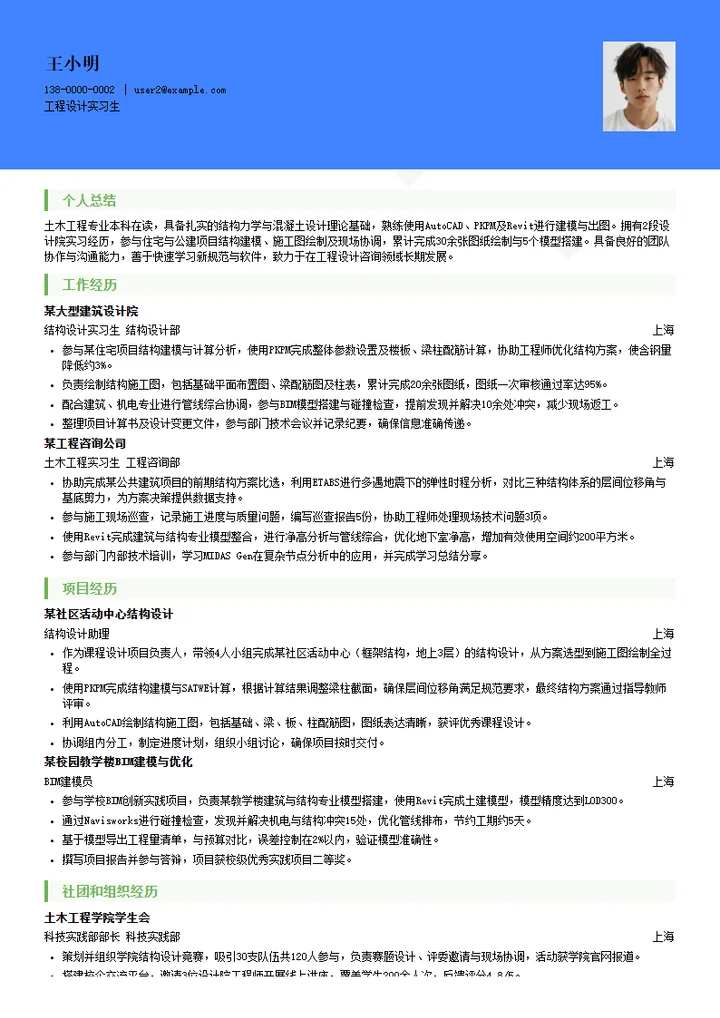 王小明
138-0000-0002 | user2@example.com
工程设计实习生
个人总结
土木工程专业本科在读，具备扎实的结构力学与混凝土设计理论基础，熟练使用AutoCAD、PKPM及Revit进行建模与出图。拥有2段设
计院实习经历，参与住宅与公建项目结构建模、施工图绘制及现场协调，累计完成30余张图纸绘制与5个模型搭建。具备良好的团队
协作与沟通能力，善于快速学习新规范与软件，致力于在工程设计咨询领域长期发展。
工作经历
某大型建筑设计院
结构设计实习生 结构设计部 上海
• 参与某住宅项目结构建模与计算分析，使用PKPM完成整体参数设置及楼板、梁柱配筋计算，协助工程师优化结构方案，使含钢量
降低约3%。
• 负责绘制结构施工图，包括基础平面布置图、梁配筋图及柱表，累计完成20余张图纸，图纸一次审核通过率达95%。
• 配合建筑、机电专业进行管线综合协调，参与BIM模型搭建与碰撞检查，提前发现并解决10余处冲突，减少现场返工。
• 整理项目计算书及设计变更文件，参与部门技术会议并记录纪要，确保信息准确传递。
某工程咨询公司
土木工程实习生 工程咨询部 上海
• 协助完成某公共建筑项目的前期结构方案比选，利用ETABS进行多遇地震下的弹性时程分析，对比三种结构体系的层间位移角与
基底剪力，为方案决策提供数据支持。
• 参与施工现场巡查，记录施工进度与质量问题，编写巡查报告5份，协助工程师处理现场技术问题3项。
• 使用Revit完成建筑与结构专业模型整合，进行净高分析与管线综合，优化地下室净高，增加有效使用空间约200平方米。
• 参与部门内部技术培训，学习MIDAS Gen在复杂节点分析中的应用，并完成学习总结分享。
项目经历
某社区活动中心结构设计
结构设计助理 上海
• 作为课程设计项目负责人，带领4人小组完成某社区活动中心（框架结构，地上3层）的结构设计，从方案选型到施工图绘制全过
程。
• 使用PKPM完成结构建模与SATWE计算，根据计算结果调整梁柱截面，确保层间位移角满足规范要求，最终结构方案通过指导教师
评审。
• 利用AutoCAD绘制结构施工图，包括基础、梁、板、柱配筋图，图纸表达清晰，获评优秀课程设计。
• 协调组内分工，制定进度计划，组织小组讨论，确保项目按时交付。
某校园教学楼BIM建模与优化
BIM建模员 上海
• 参与学校BIM创新实践项目，负责某教学楼建筑与结构专业模型搭建，使用Revit完成土建模型，模型精度达到LOD300。
• 通过Navisworks进行碰撞检查，发现并解决机电与结构冲突15处，优化管线排布，节约工期约5天。
• 基于模型导出工程量清单，与预算对比，误差控制在2%以内，验证模型准确性。
• 撰写项目报告并参与答辩，项目获校级优秀实践项目二等奖。
社团和组织经历
土木工程学院学生会
科技实践部部长 科技实践部 上海
• 策划并组织学院结构设计竞赛，吸引30支队伍共120人参与，负责赛题设计、评委邀请与现场协调，活动获学院官网报道。